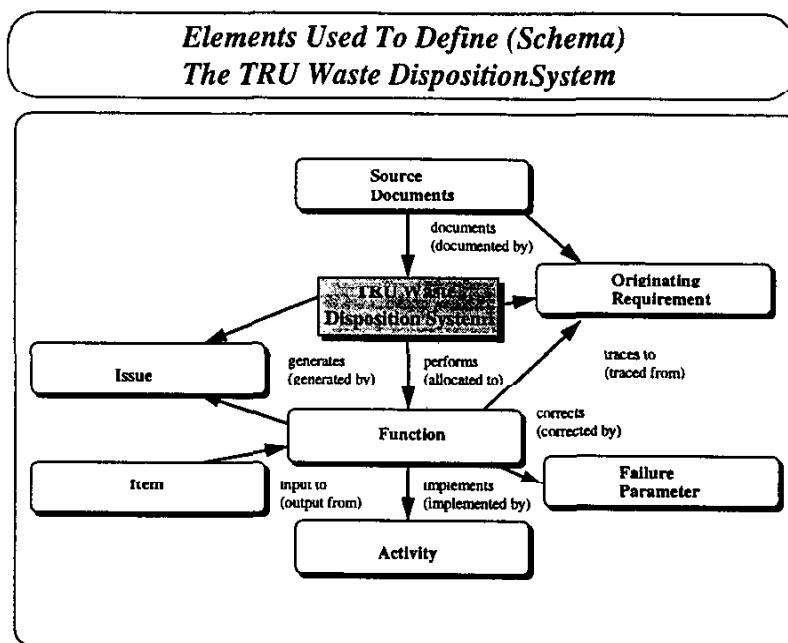 Elements Used To Define (Schema)
The TRU Waste DispositionSystem
Source
Documents
documents
(documented by)
TRU Waste
Disposition System
Originating
Requirement
generates
(generated by)
performs
(allocated to)
traces to
(traced from)
Issue
Function
corrects
(corrected by)
Item
input to
(output from)
implements
(implemented by)
Failure
Parameter
Activity